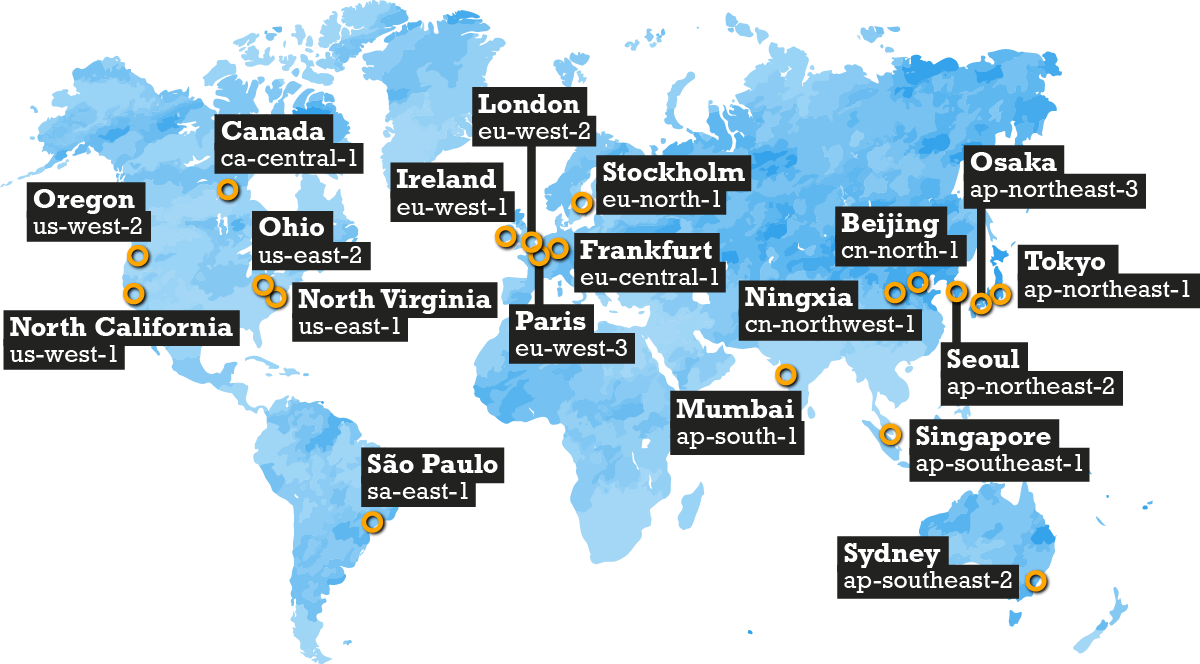 London
eu-west-2
Canada
ca-central-1
Stockholm
eu-north-1
Osaka
ap-northeast-3
Ireland
eu-west-1
Oregon
us-west-2
Ohio
us-east-2
Beijing
cn-north-1
Frankfurt
eu-central-1
Tokyo
ap-northeast-1
North Virginia
us-east-1
Ningxia
cn-northwest-1
North California
us-west-1
Paris
eu-west-3
Seoul
ap-northeast-2
Mumbai
ap-south-1
Singapore
ap-southeast-1
São Paulo
sa-east-1
Sydney
ap-southeast-2